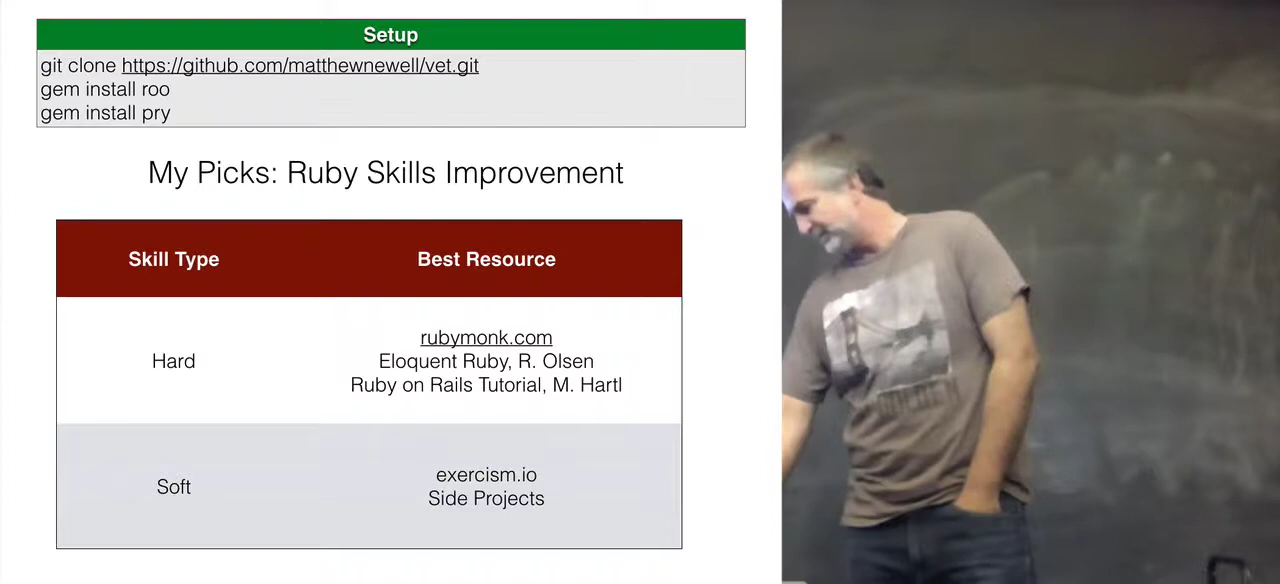 Setup
git clone https://github.com/matthewnewell/vet.git
gem install roo
gem install pry
My Picks: Ruby Skills Improvement
Skill Type Best Resource
Hard
rubymonk.com
Eloquent Ruby, R. Olsen
Ruby on Rails Tutorial, M. Hartl
Soft
exercism.io
Side Projects